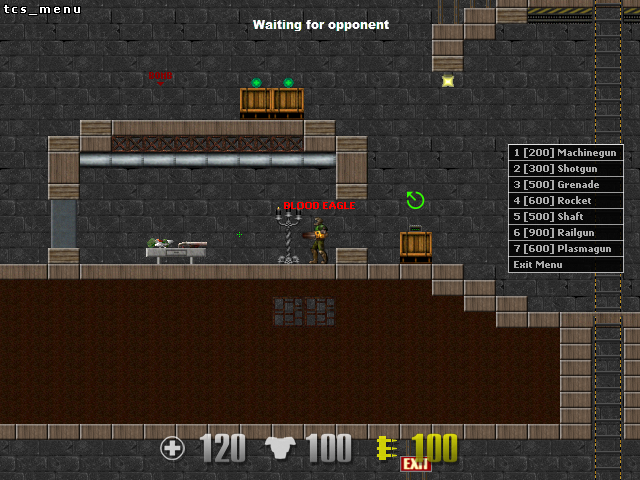 tcs_menu
Waiting for opponent
1 [200] Machinegun
2 [300] Shotgun
3 [500] Grenade
4 [600] Rocket
5 [500] Shaft
6 [900] Railgun
7 [600] Plasmagun
Exit Menu
BLOOD EAGLE
120 100 100
EXIT